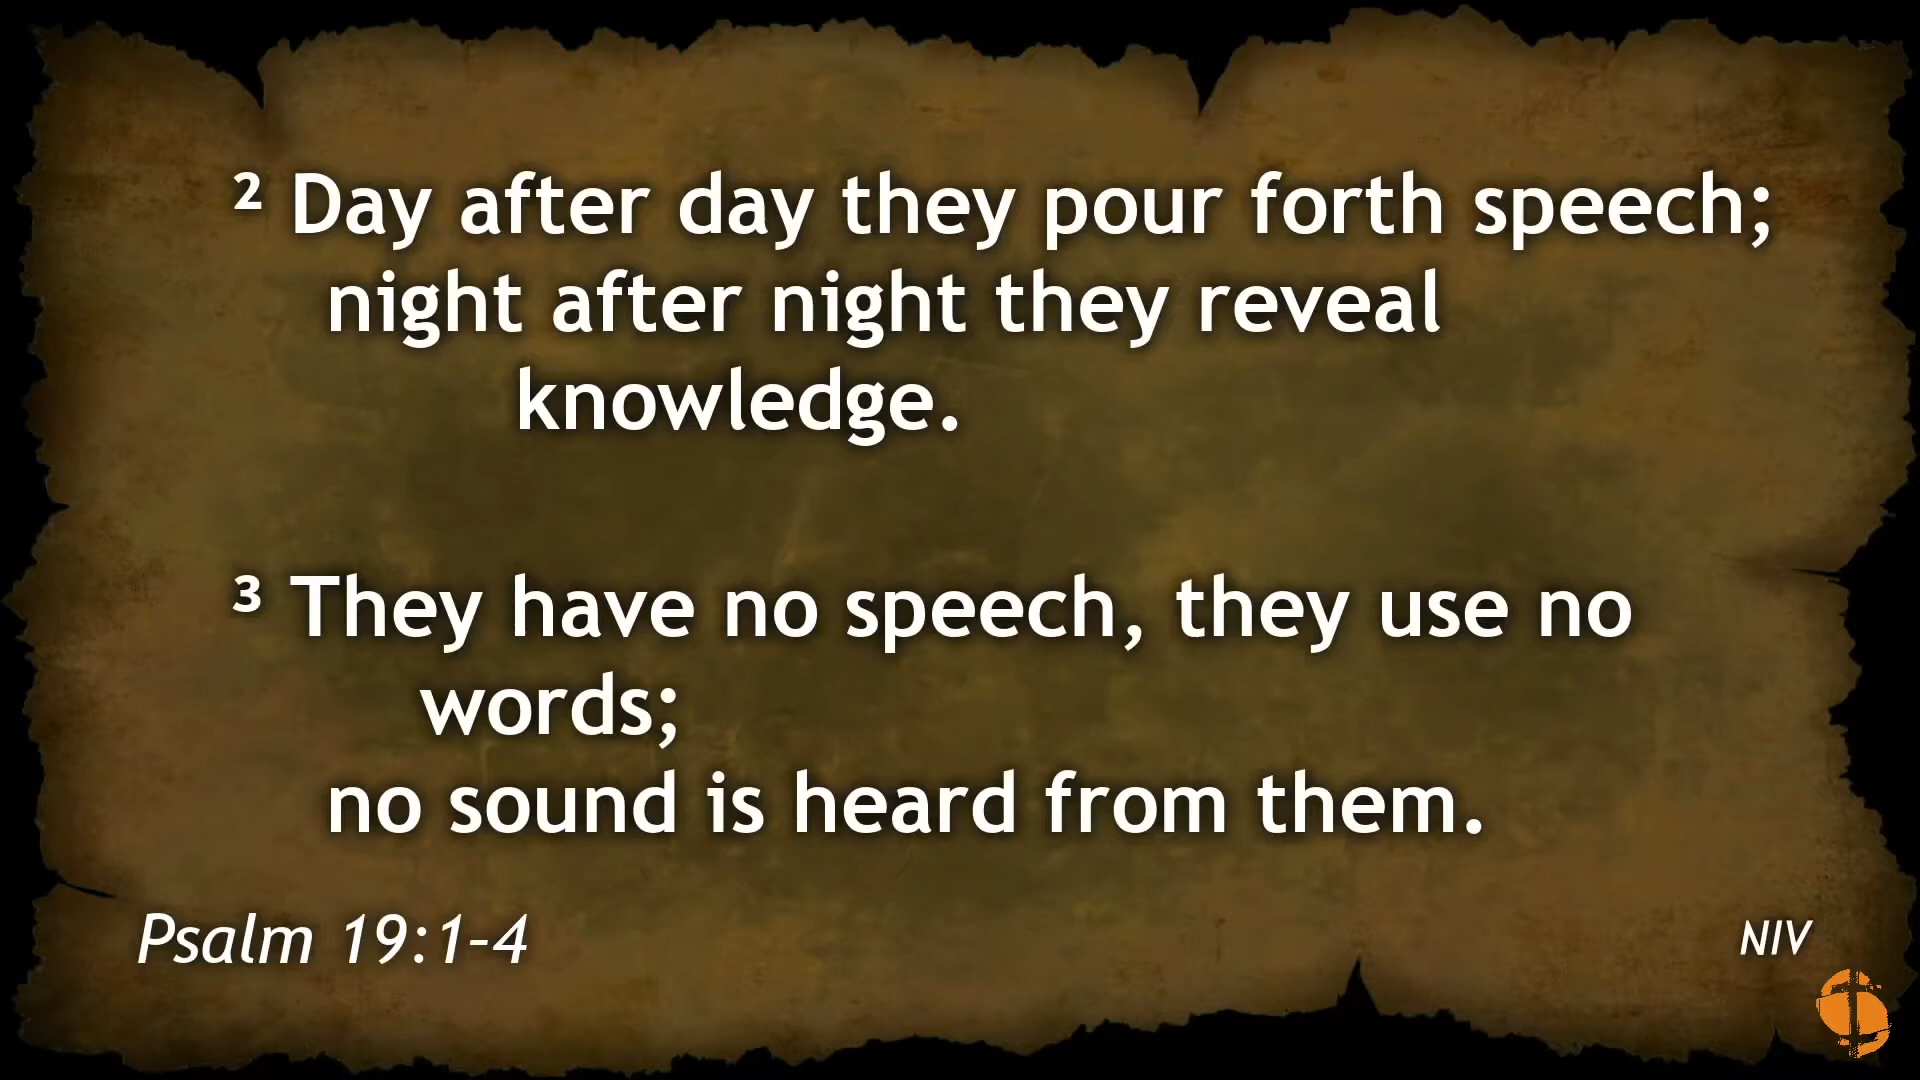 ² Day after day they pour forth speech;
night after night they reveal
knowledge.
³ They have no speech, they use no
words;
no sound is heard from them.
Psalm 19:1-4
NIV